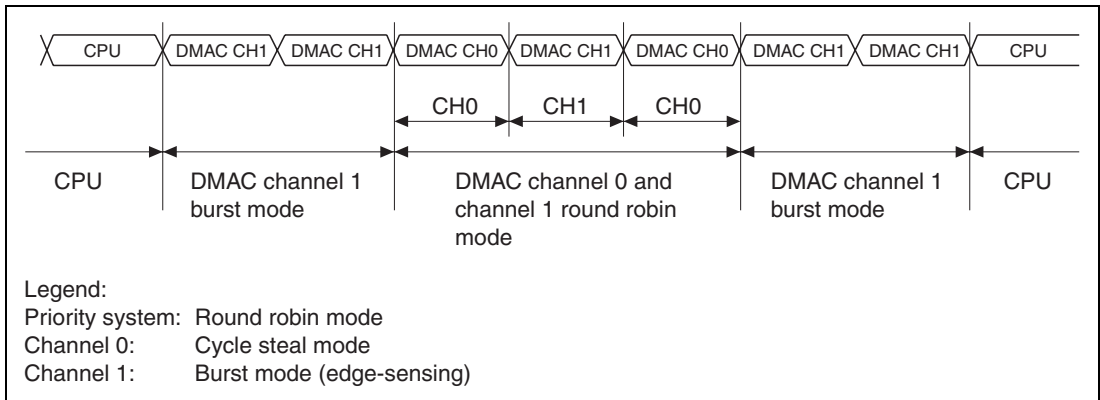 CPU DMAC CH1 DMAC CH1 DMAC CH0 DMAC CH1 DMAC CH0 DMAC CH1 DMAC CH1 CPU
CH0 CH1 CH0
CPU DMAC channel 1 DMAC channel 0 and DMAC channel 1 CPU
burst mode channel 1 round robin burst mode
mode
Legend:
Priority system: Round robin mode
Channel 0: Cycle steal mode
Channel 1: Burst mode (edge-sensing)